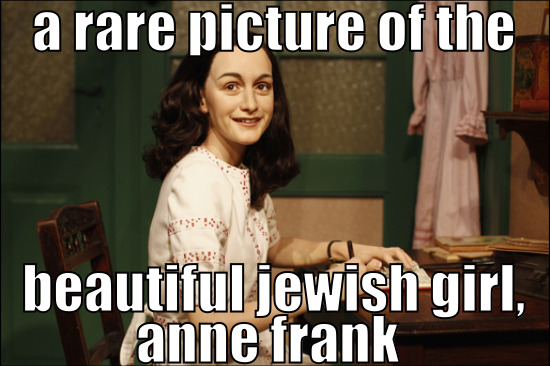 a rare picture of the
beautiful jewish girl,
anne frank